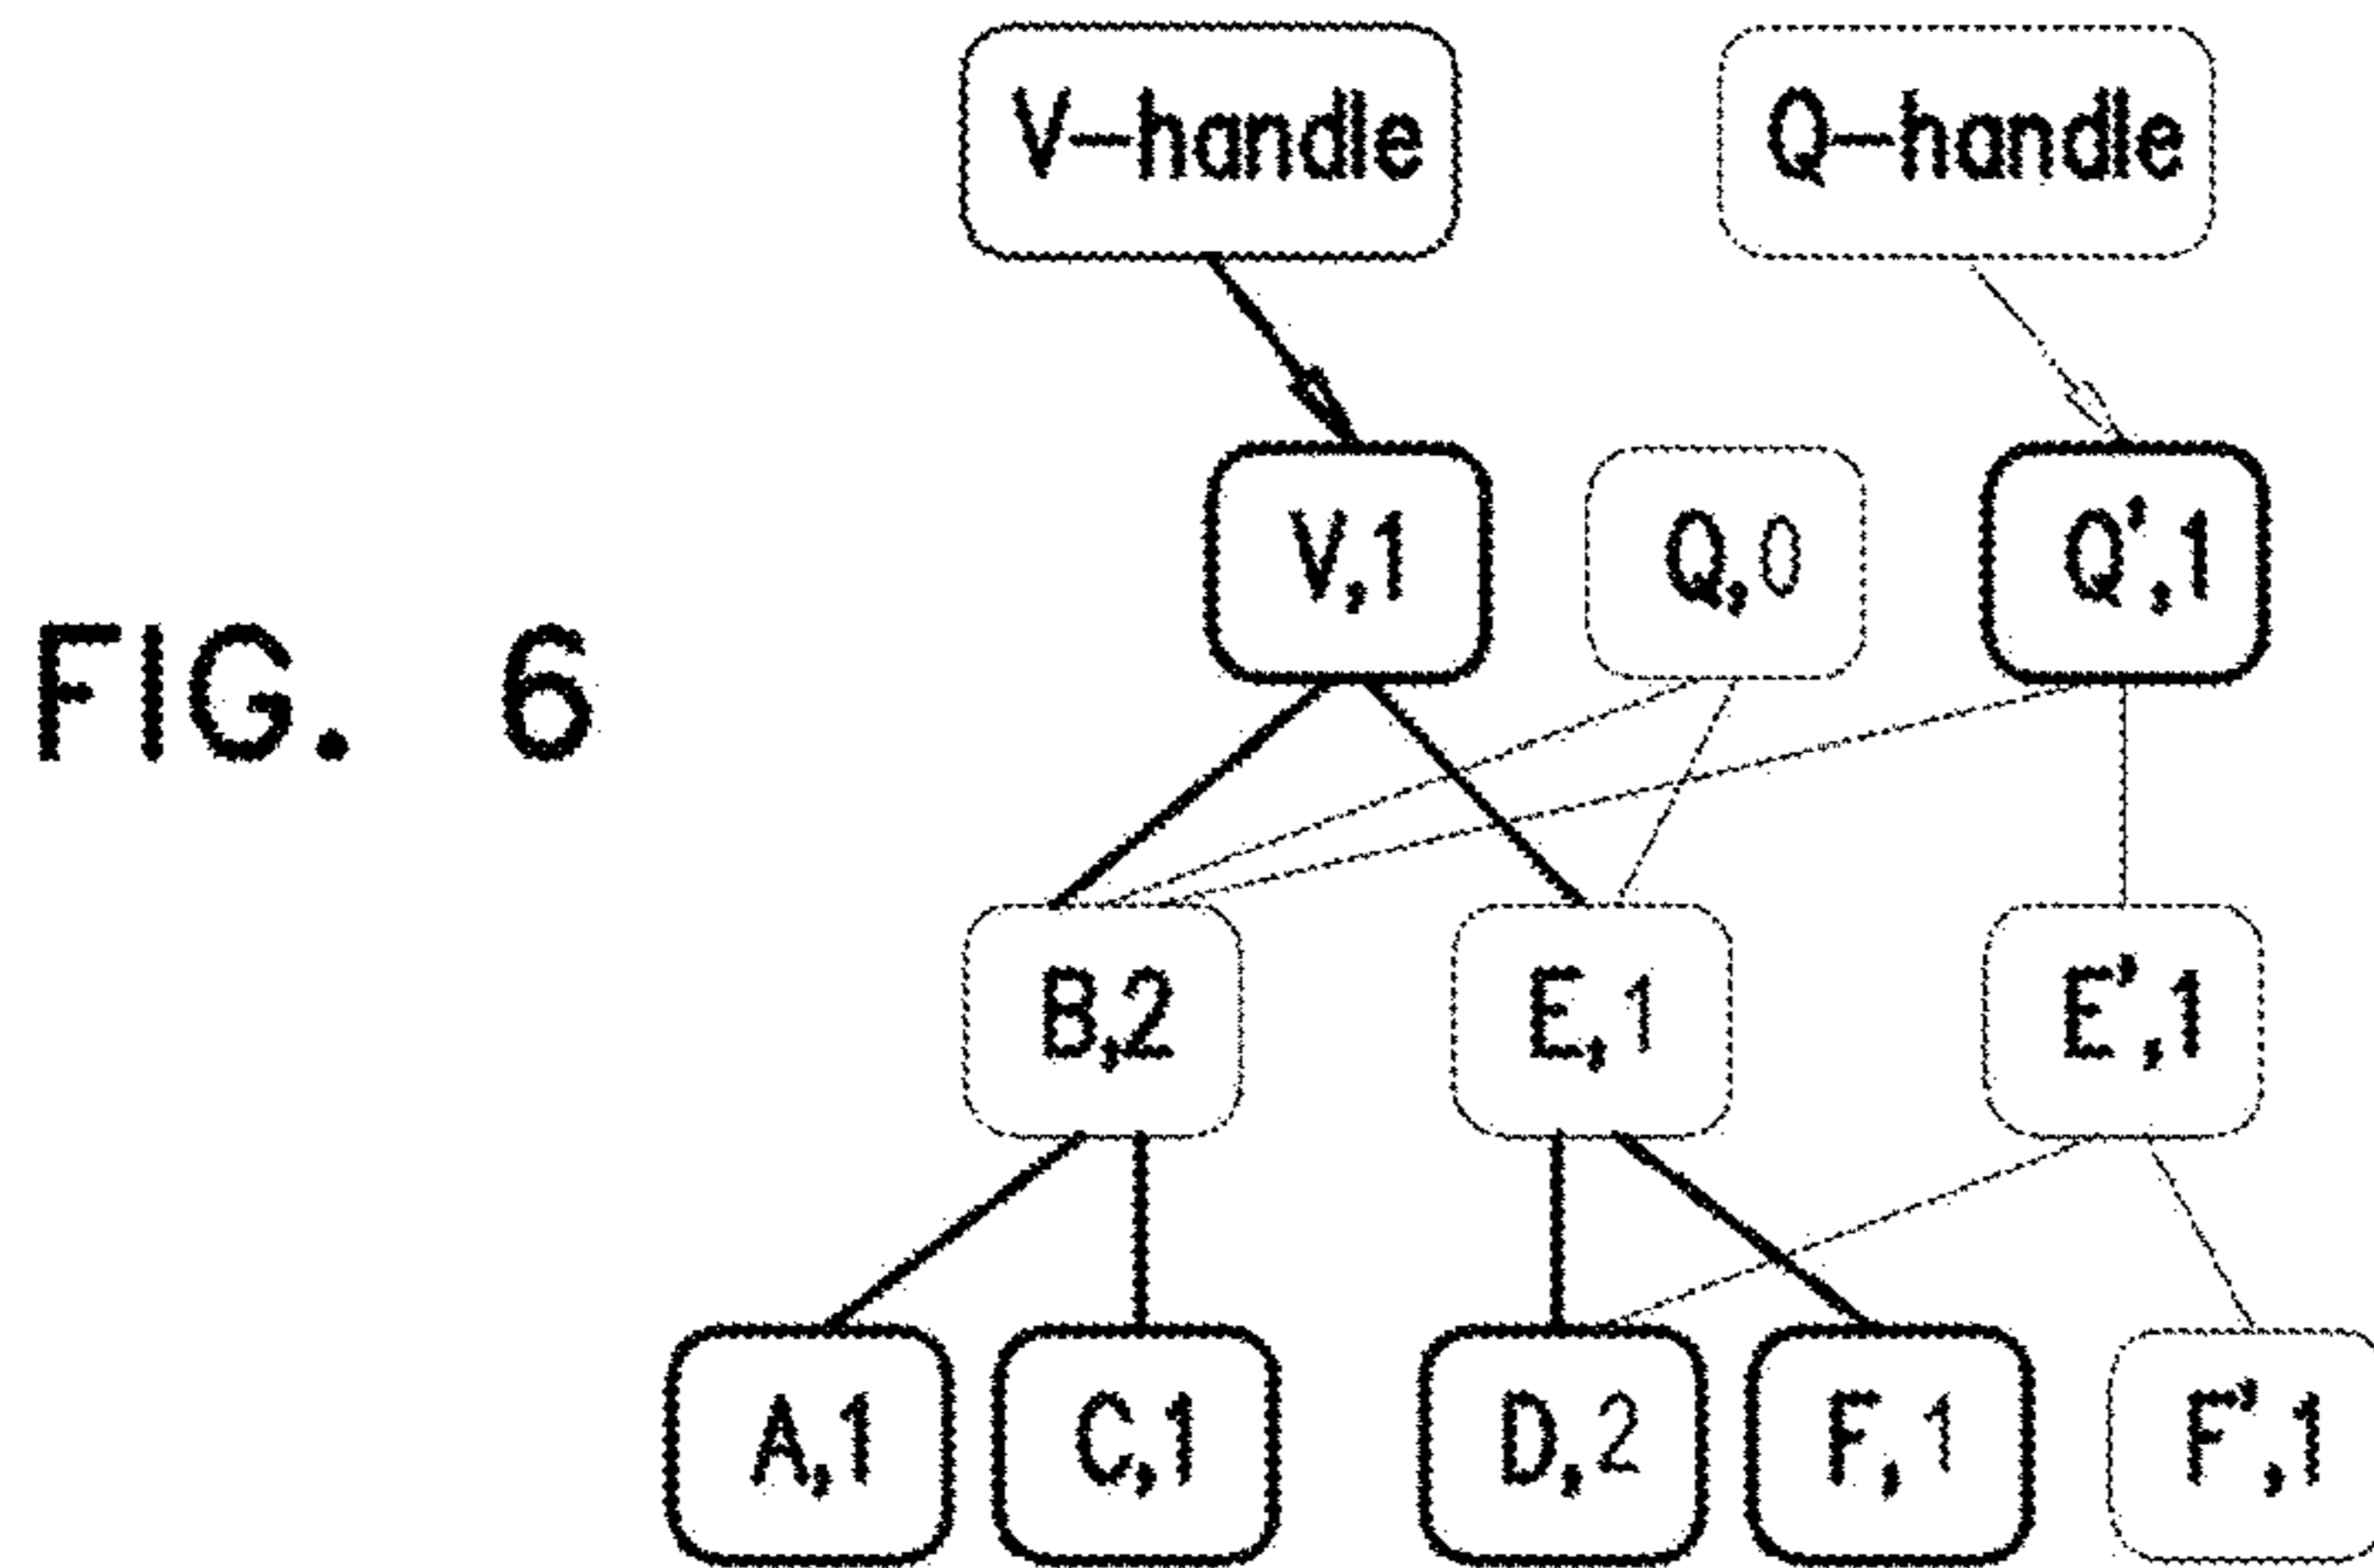 V-handle
Q-handle
V,1
Q,0
Q',1
FIG. 6
B,2
E,1
E',1
A,1
C,1
D,2
F,1
F',1